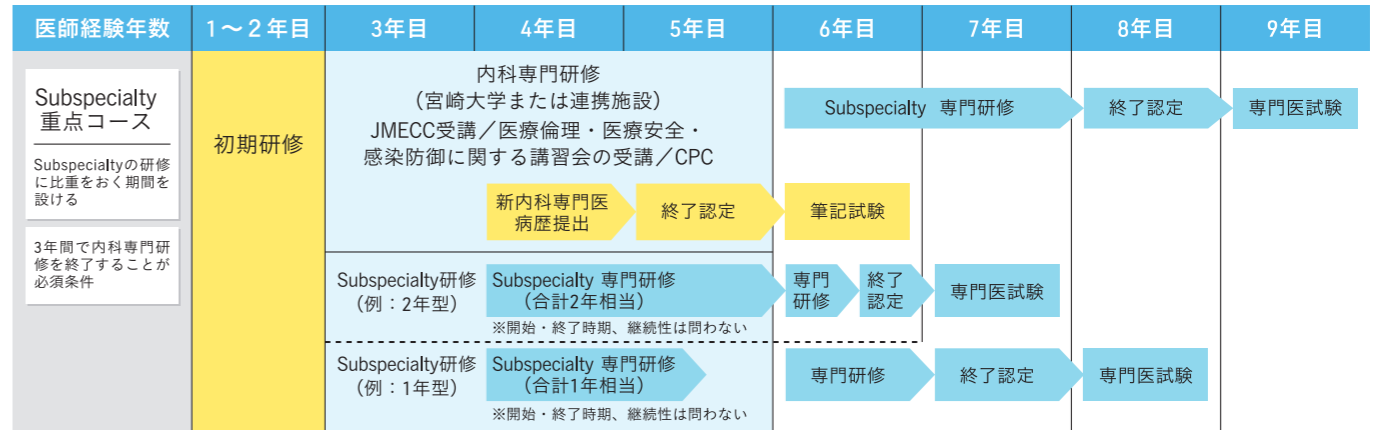 医師経験年数
1～2年目
3年目
4年目
5年目
6年目
7年目
8年目
9年目
Subspecialty
重点コース
Subspecialtyの研修
に比重をおく期間を
設ける
3年間で内科専門研
修を終了することが
必須条件
初期研修
内科専門研修
（宮崎大学または連携施設）
JMECC受講／医療倫理・医療安全・
感染防御に関する講習会の受講／CPC
Subspecialty 専門研修
終了認定
専門医試験
新内科専門医
病歴提出
終了認定
筆記試験
Subspecialty研修
（例：2年型）
Subspecialty 専門研修
（合計2年相当）
※開始・終了時期、継続性は問わない
専門
研修
終了
認定
専門医試験
Subspecialty研修
（例：1年型）
Subspecialty 専門研修
（合計1年相当）
※開始・終了時期、継続性は問わない
専門研修
終了認定
専門医試験